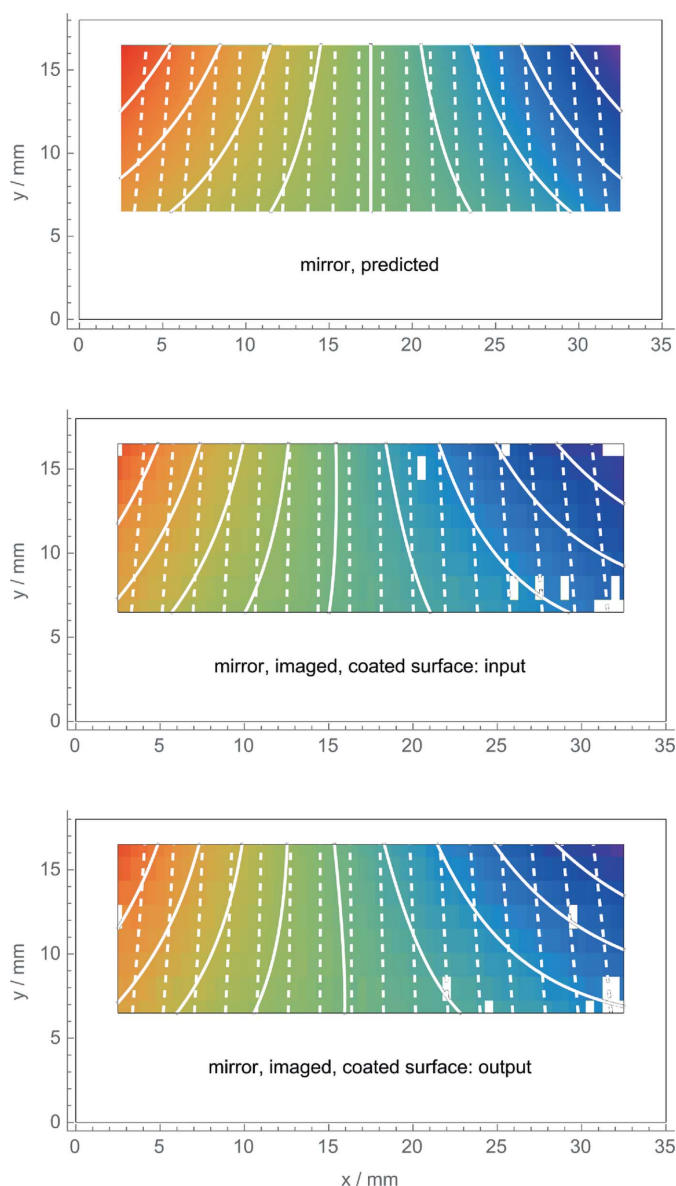 15
10
5
0
y / mm
mirror, predicted
0 5 10 15 20 25 30 35
15
10
5
0
y / mm
mirror, imaged, coated surface: input
0 5 10 15 20 25 30 35
15
10
5
0
y / mm
mirror, imaged, coated surface: output
0 5 10 15 20 25 30 35
x / mm